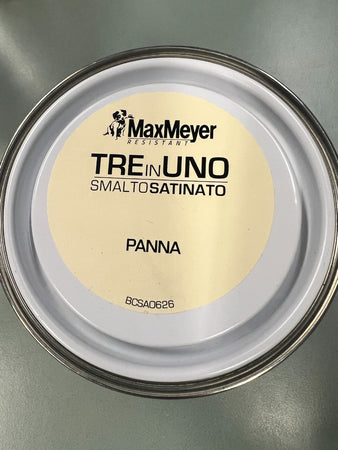 MaxMeyer
RESISTANT
TREinUNO
SMALTOSATINATO
PANNA
BCSA0626